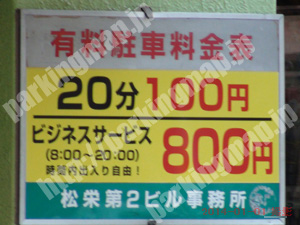 有料駐車料金表
20分100円
ビジネスサービス
(8:00～20:00)
時間内出入り自由!
800円
松栄第2ビル事務所